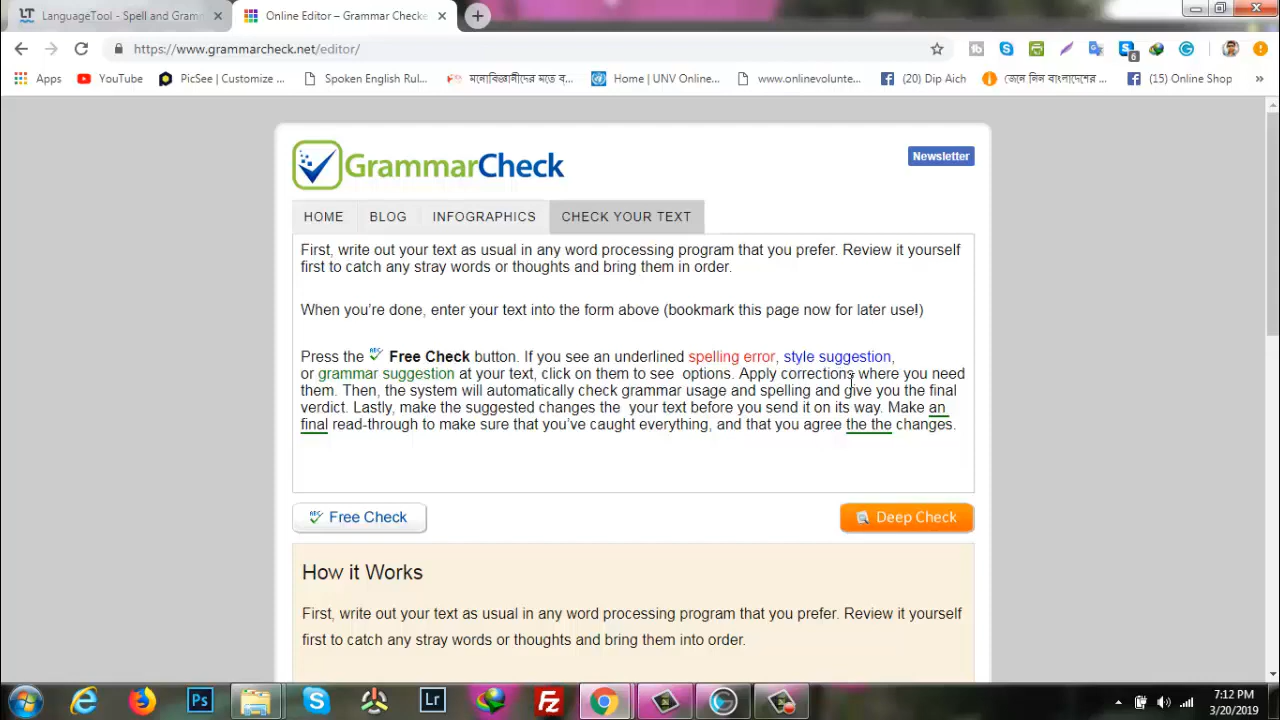 LanguageTool - Spell and Gramm
Online Editor – Grammar Checke
https://www.grammarcheck.net/editor/
6
Apps
YouTube
PicSee | Customize ...
Spoken English Rul...
মনোবিজ্ঞানীদের মতে ব...
Home | UNV Online...
www.onlinevolunte...
(20) Dip Aich
জেনে নিন বাংলাদেশের ...
(15) Online Shop
»
GrammarCheck
Newsletter
HOME
BLOG
INFOGRAPHICS
CHECK YOUR TEXT
First, write out your text as usual in any word processing program that you prefer. Review it yourself
first to catch any stray words or thoughts and bring them in order.
When you’re done, enter your text into the form above (bookmark this page now for later use!)
Press the ABC Free Check button. If you see an underlined spelling error, style suggestion,
or grammar suggestion at your text, click on them to see options. Apply corrections where you need
them. Then, the system will automatically check grammar usage and spelling and give you the final
verdict. Lastly, make the suggested changes the your text before you send it on its way. Make an
final read-through to make sure that you’ve caught everything, and that you agree the the changes.
ABC Free Check
Deep Check
How it Works
First, write out your text as usual in any word processing program that you prefer. Review it yourself
first to catch any stray words or thoughts and bring them into order.
Ps
Lr
7:12 PM
3/20/2019